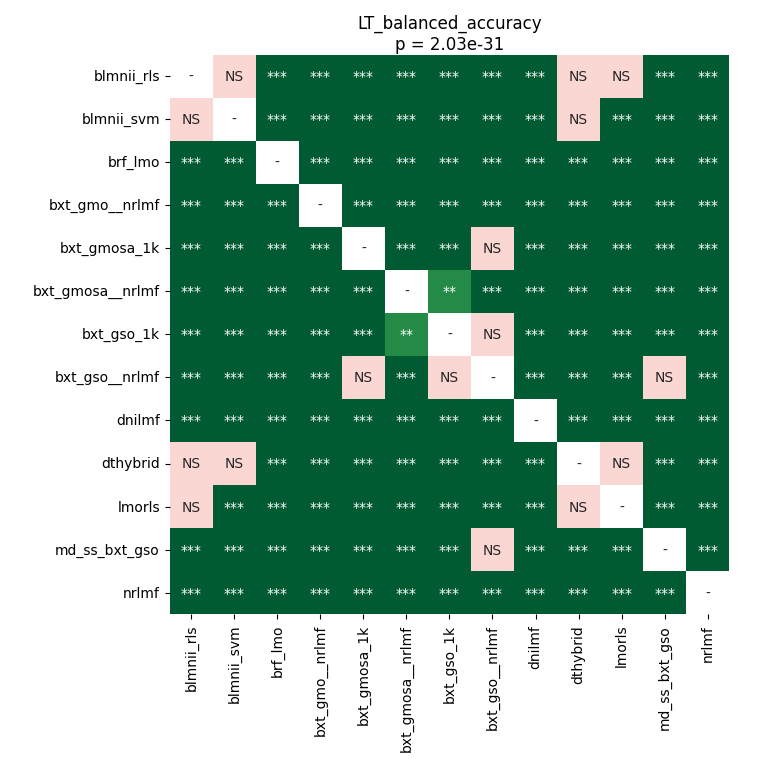 LT_balanced_accuracy
p = 2.03e-31
blmnii_rls - NS *** *** *** *** *** *** *** NS NS *** ***
blmnii_svm NS - *** *** *** *** *** *** *** NS *** *** ***
brf_lmo *** *** - *** *** *** *** *** *** *** *** *** ***
bxt_gmo__nrlmf *** *** *** - *** *** *** *** *** *** *** *** ***
bxt_gmosa_1k *** *** *** *** - *** *** NS *** *** *** *** ***
bxt_gmosa__nrlmf *** *** *** *** *** - ** *** *** *** *** *** ***
bxt_gso_1k *** *** *** *** *** ** - NS *** *** *** *** ***
bxt_gso__nrlmf *** *** *** *** NS *** NS - *** *** *** NS ***
dnilmf *** *** *** *** *** *** *** *** - *** *** *** ***
dthybrid NS NS *** *** *** *** *** *** *** - NS *** ***
lmorls NS *** *** *** *** *** *** *** *** NS - *** ***
md_ss_bxt_gso *** *** *** *** *** *** *** NS *** *** *** - ***
nrlmf *** *** *** *** *** *** *** *** *** *** *** *** -
blmnii_rls
blmnii_svm
brf_lmo
bxt_gmo__nrlmf
bxt_gmosa_1k
bxt_gmosa__nrlmf
bxt_gso_1k
bxt_gso__nrlmf
dnilmf
dthybrid
lmorls
md_ss_bxt_gso
nrlmf